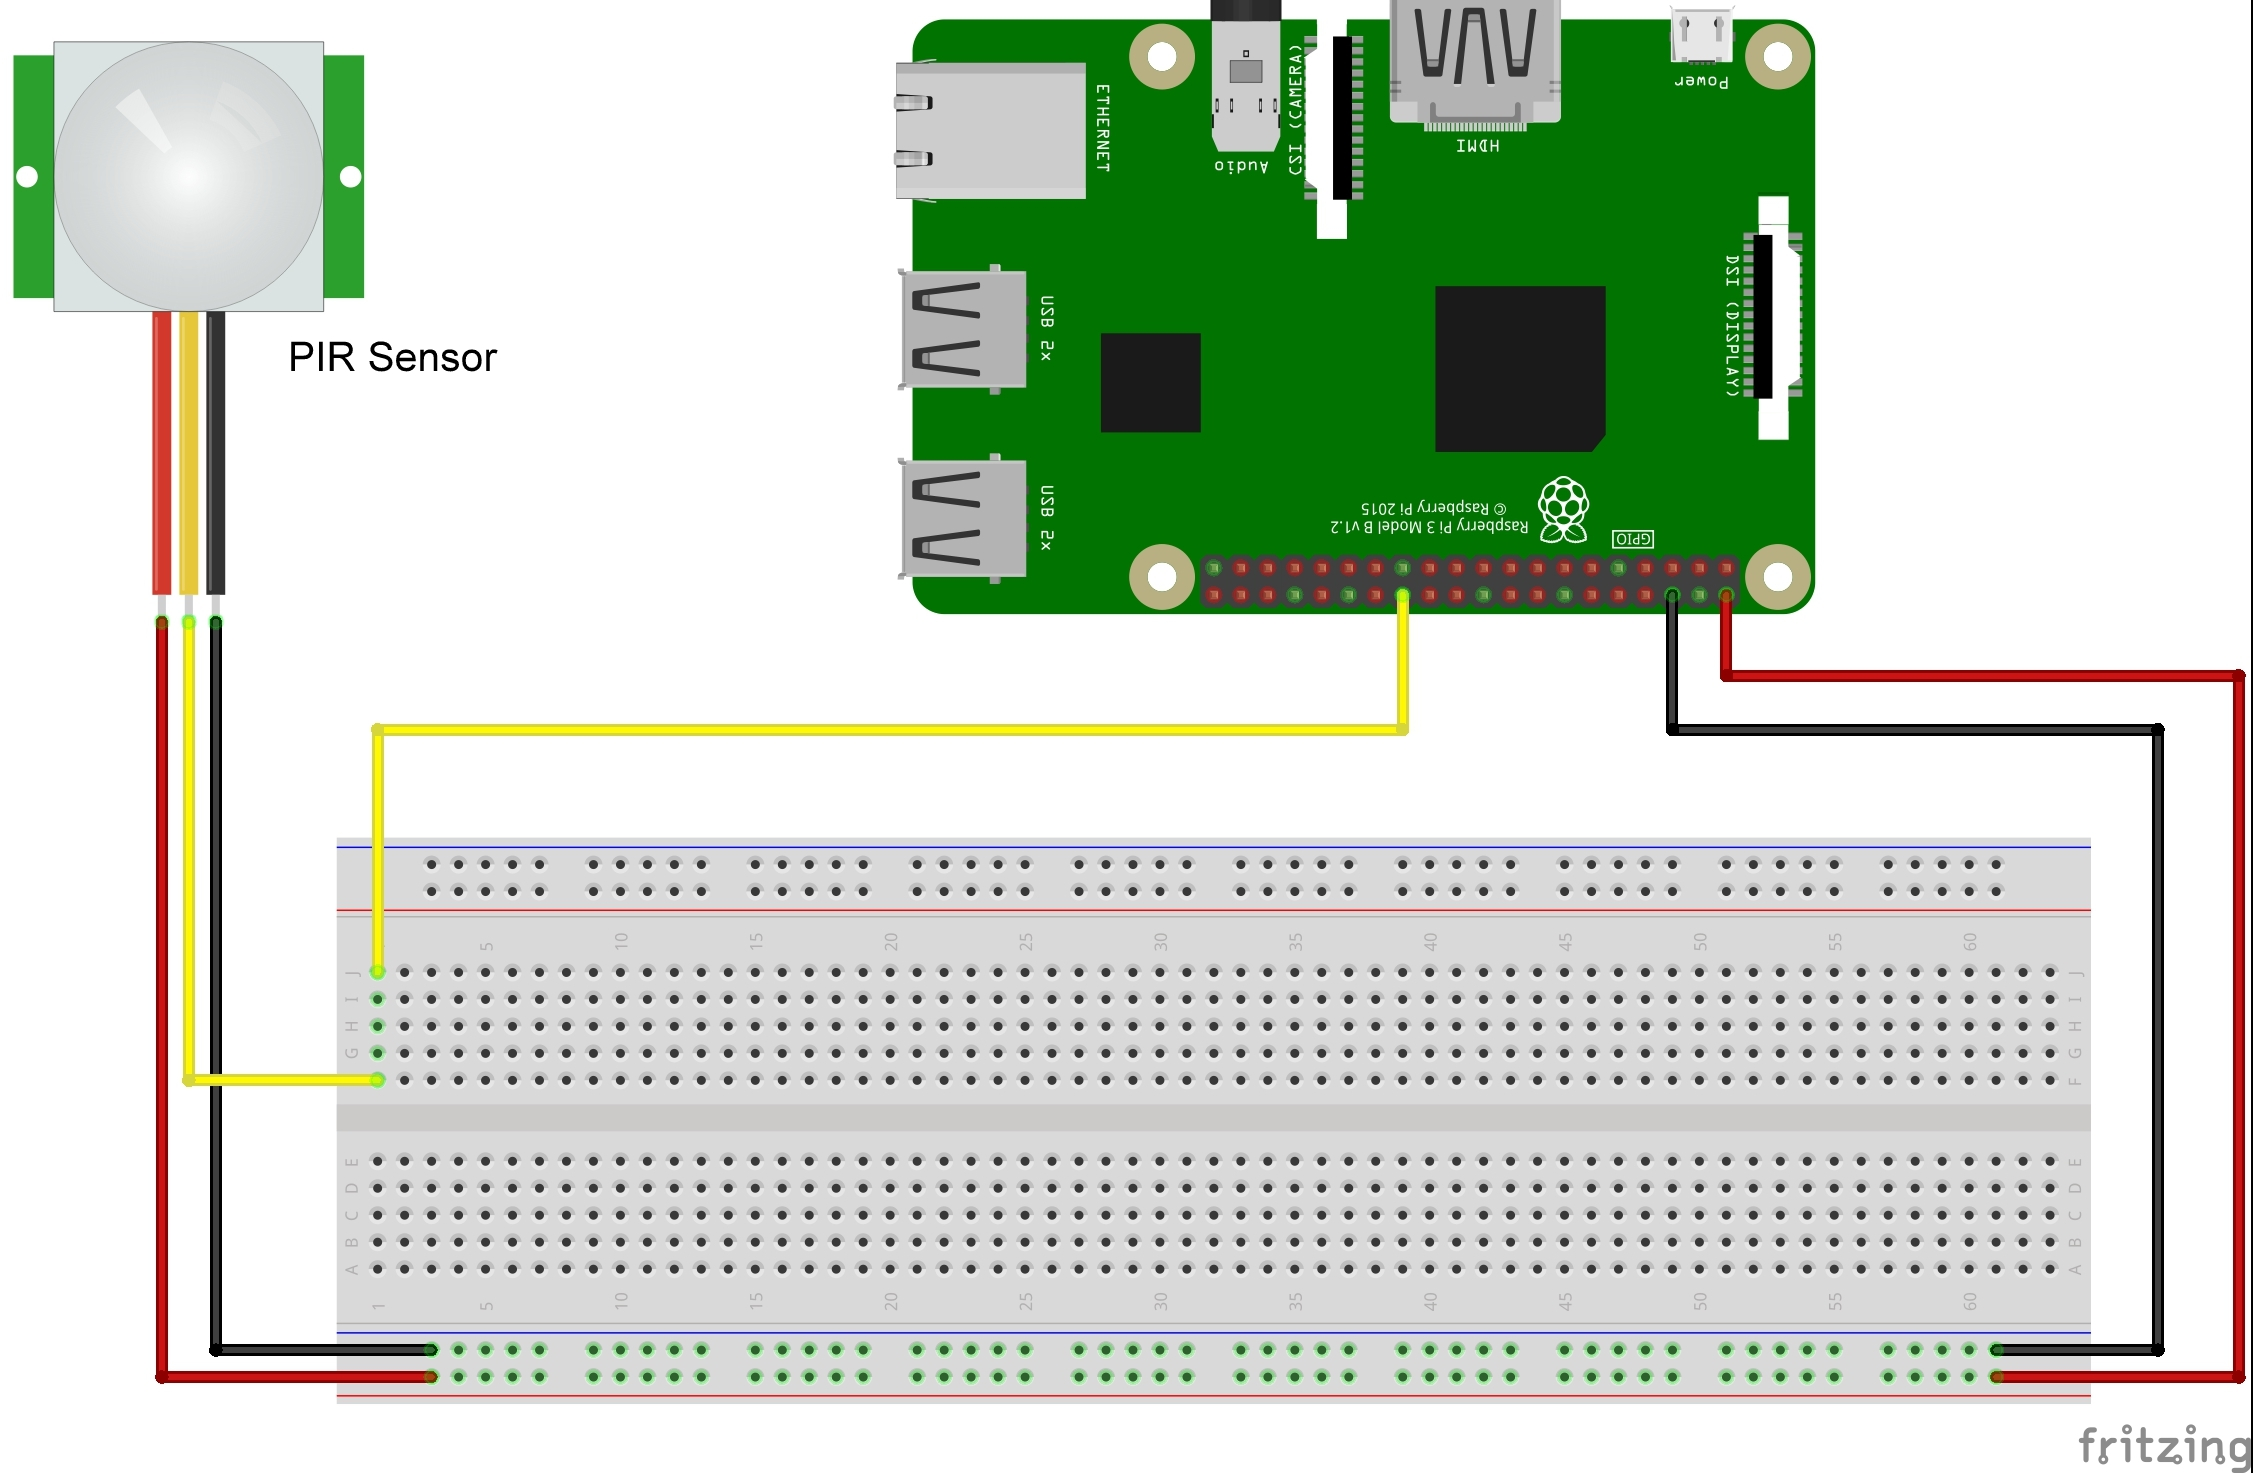 ETHERNET
Audio
CSI (CAMERA)
HDMI
Power
USB 2x
DSI (DISPLAY)
PIR Sensor
USB 2x
© Raspberry Pi 2015
Raspberry Pi 3 Model B v1.2
GPIO
5 10 15 20 25 30 35 40 45 50 55 60
J J
I I
H H
G G
F F
E E
D D
C C
B B
A A
1 5 10 15 20 25 30 35 40 45 50 55 60
fritzing